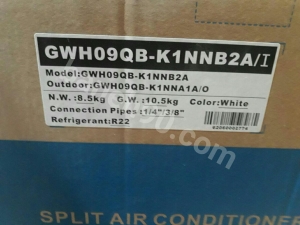 GWH09QB-K1NNB2A/I
Model:GWH09QB-K1NNB2A
Outdoor:GWH09QB-K1NNA1A/O
N.W.: 8.5kg G.W.: 10.5kg Color:White
Connection Pipes: 1/4"/3/8"
Refrigerant:R22
SPLIT AIR CONDITIONER